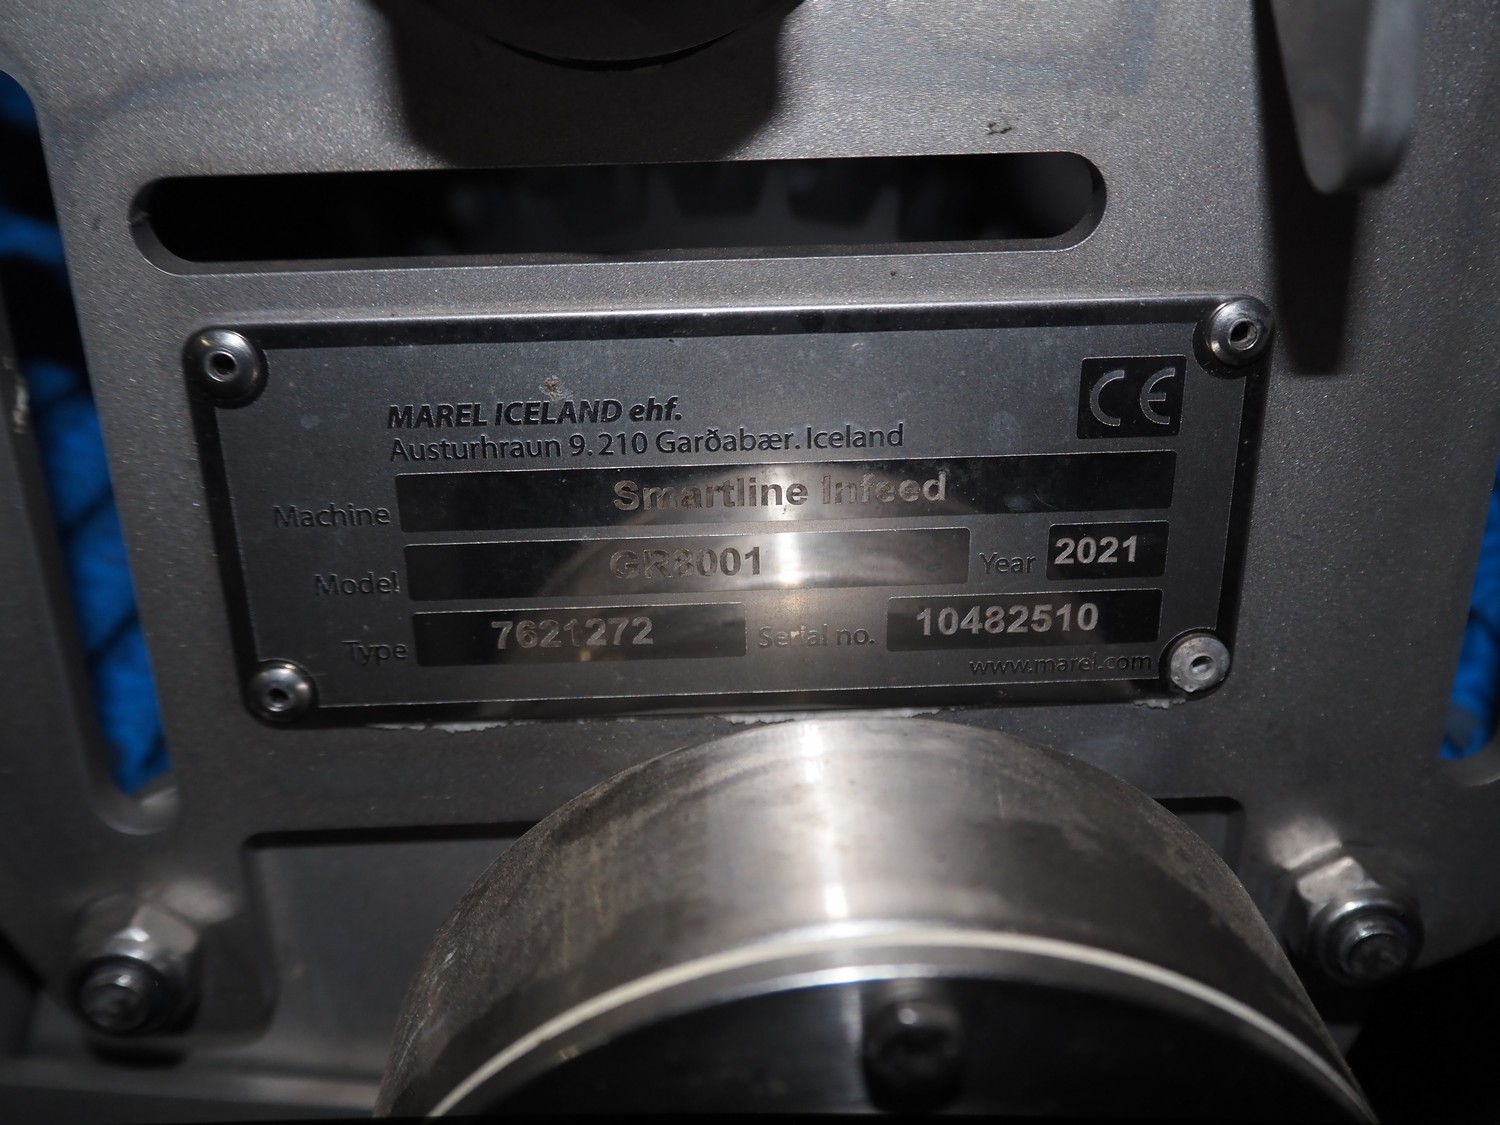 MAREL ICELAND ehf.
Austurhraun 9. 210 Garðabær. Iceland
CE
Machine Smartline Infeed
Model GR8001 Year 2021
Type 7621272 Serial no. 10482510
www.marel.com